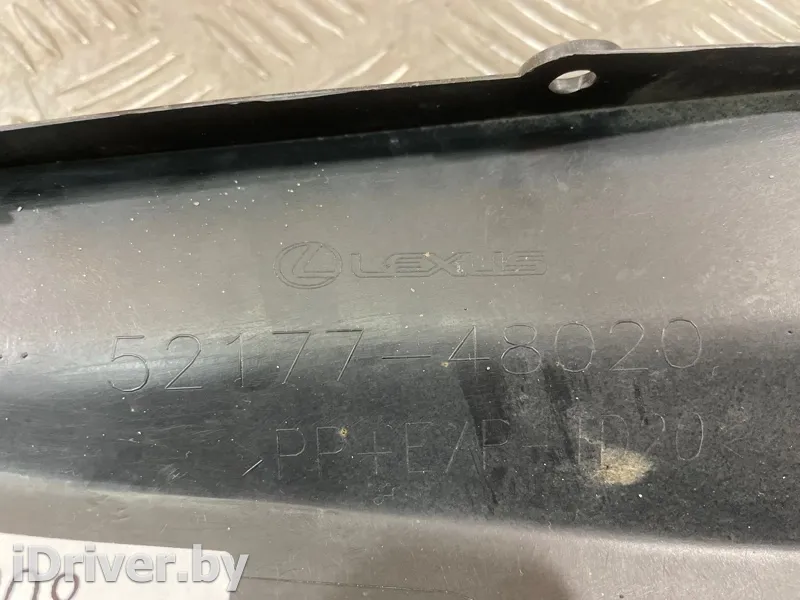 LEXUS
52177-48020
>PP+E/P-TD20<
iDriver.by